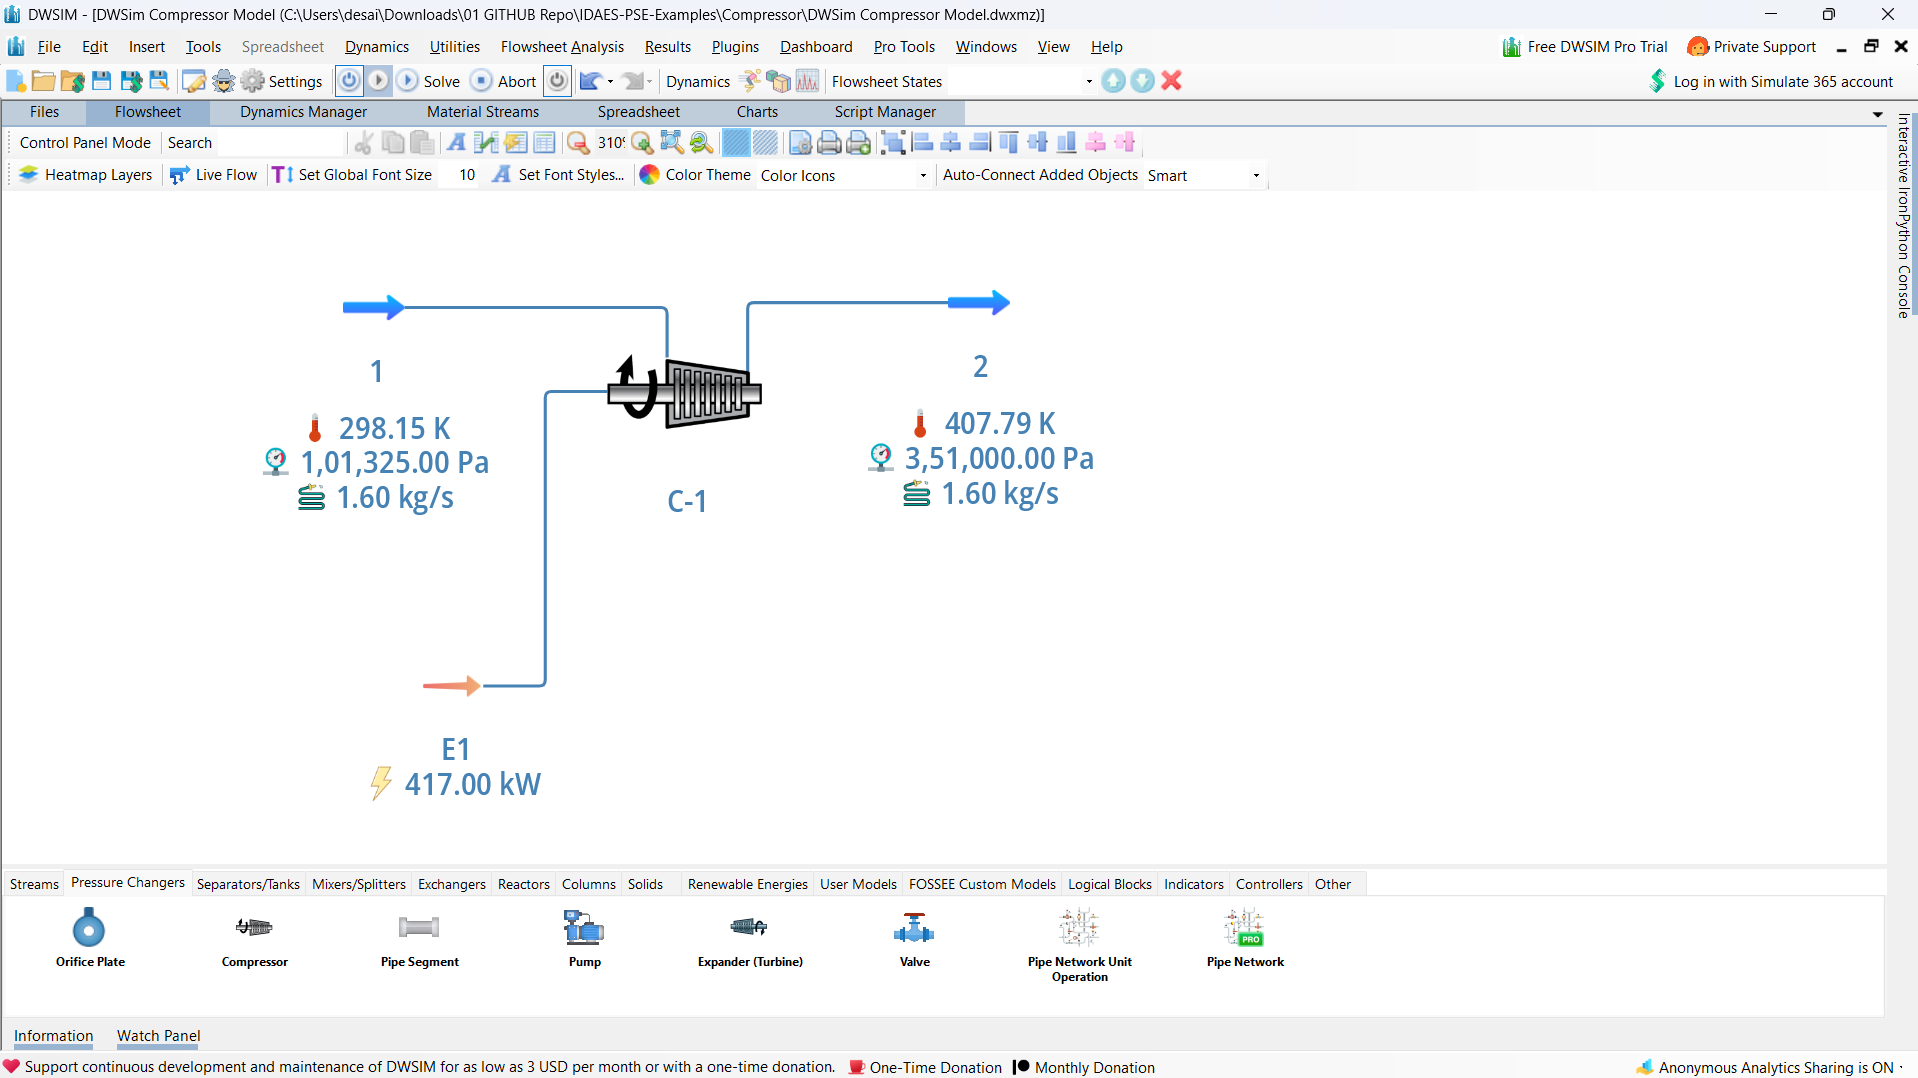 DWSIM - [DWSim Compressor Model (C:\Users\desai\Downloads\01 GITHUB Repo\IDAES-PSE-Examples\Compressor\DWSim Compressor Model.dwxmz)]
File Edit Insert Tools Spreadsheet Dynamics Utilities Flowsheet Analysis Results Plugins Dashboard Pro Tools Windows View Help Free DWSIM Pro Trial Private Support
Settings Solve Abort Dynamics Flowsheet States Log in with Simulate 365 account
Files Flowsheet Dynamics Manager Material Streams Spreadsheet Charts Script Manager
Control Panel Mode Search 310%
Heatmap Layers Live Flow Set Global Font Size 10 Set Font Styles... Color Theme Color Icons Auto-Connect Added Objects Smart
Interactive IronPython Console
1
298.15 K
1,01,325.00 Pa
1.60 kg/s
C-1
2
407.79 K
3,51,000.00 Pa
1.60 kg/s
E1
417.00 kW
Streams Pressure Changers Separators/Tanks Mixers/Splitters Exchangers Reactors Columns Solids Renewable Energies User Models FOSSEE Custom Models Logical Blocks Indicators Controllers Other
Orifice Plate
Compressor
Pipe Segment
Pump
Expander (Turbine)
Valve
Pipe Network Unit
Operation
PRO
Pipe Network
Information Watch Panel
Support continuous development and maintenance of DWSIM for as low as 3 USD per month or with a one-time donation. One-Time Donation Monthly Donation Anonymous Analytics Sharing is ON